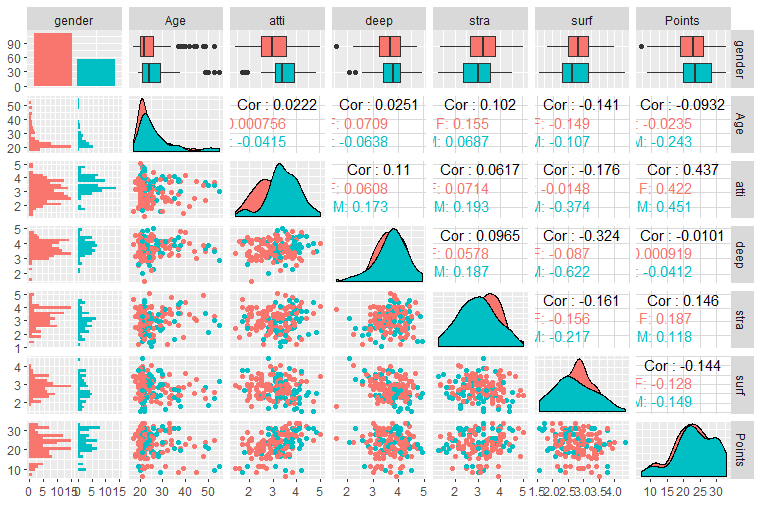 gender Age atti deep stra surf Points
90
60
30
0
gender
50
40
30
20
Cor : 0.0222 Cor : 0.0251 Cor : 0.102 Cor : -0.141 Cor : -0.0932
0.000756 F: 0.0709 F: 0.155 F: -0.149 F: -0.0235
M: -0.0415 M: -0.0638 M: 0.0687 M: -0.107 M: -0.243
Age
5
4
3
2
Cor : 0.11 Cor : 0.0617 Cor : -0.176 Cor : 0.437
F: 0.0608 F: 0.0714 F: -0.0148 F: 0.422
M: 0.173 M: 0.193 M: -0.374 M: 0.451
atti
5
4
3
2
Cor : 0.0965 Cor : -0.324 Cor : -0.0101
F: 0.0578 F: -0.087 0.000919
M: 0.187 M: -0.622 M: -0.0412
deep
5
4
3
2
1
Cor : -0.161 Cor : 0.146
F: -0.156 F: 0.187
M: -0.217 M: 0.118
stra
4
3
2
Cor : -0.144
F: -0.128
M: -0.149
surf
30
20
10
Points
0 5 1015 0 5 1015 20 30 40 50 2 3 4 5 2 3 4 5 2 3 4 5 1.52.02.53.03.54.0 10 15 20 25 30